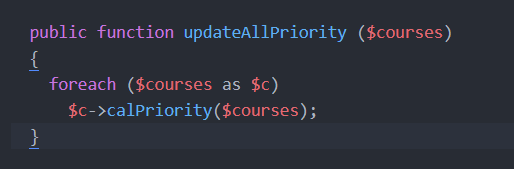 public function updateAllPriority ($courses)
{
  foreach ($courses as $c)
    $c->calPriority($courses);
}